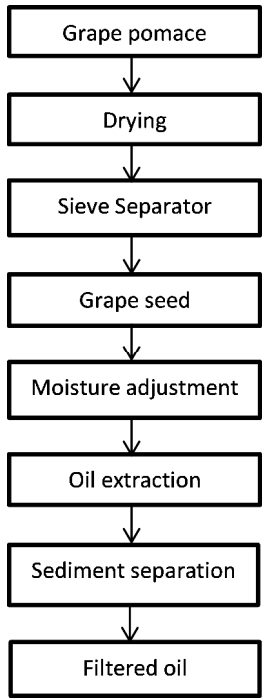 Grape pomace
Drying
Sieve Separator
Grape seed
Moisture adjustment
Oil extraction
Sediment separation
Filtered oil